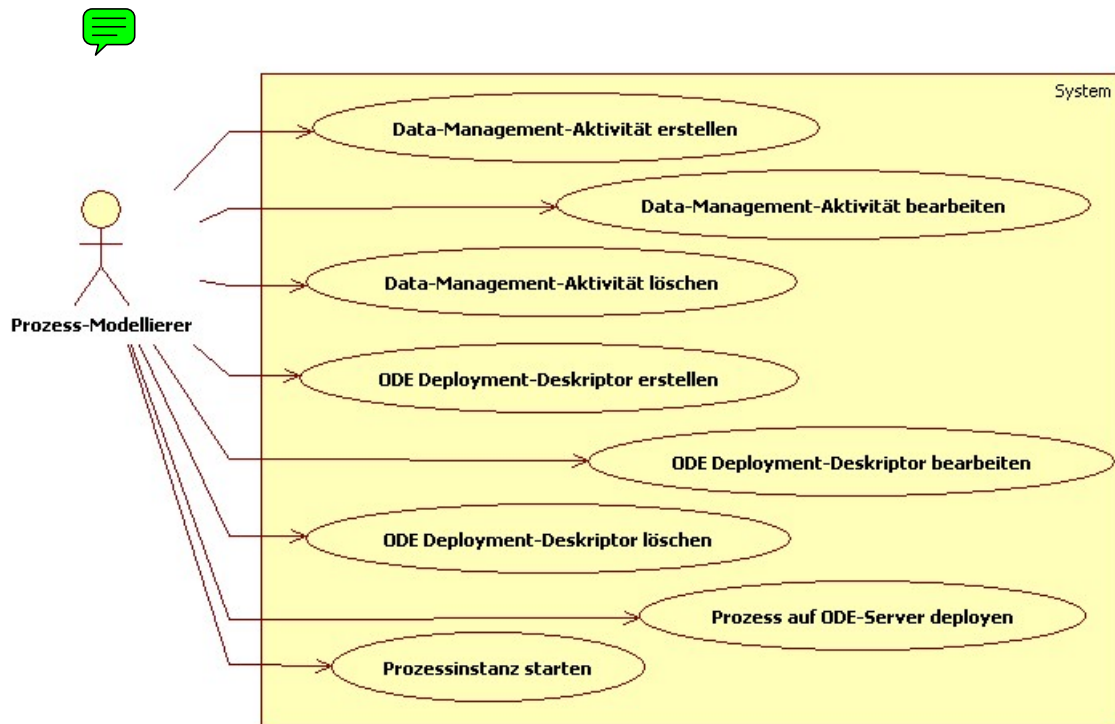 System
Data-Management-Aktivität erstellen
Data-Management-Aktivität bearbeiten
Data-Management-Aktivität löschen
Prozess-Modellierer
ODE Deployment-Deskriptor erstellen
ODE Deployment-Deskriptor bearbeiten
ODE Deployment-Deskriptor löschen
Prozess auf ODE-Server deployen
Prozessinstanz starten